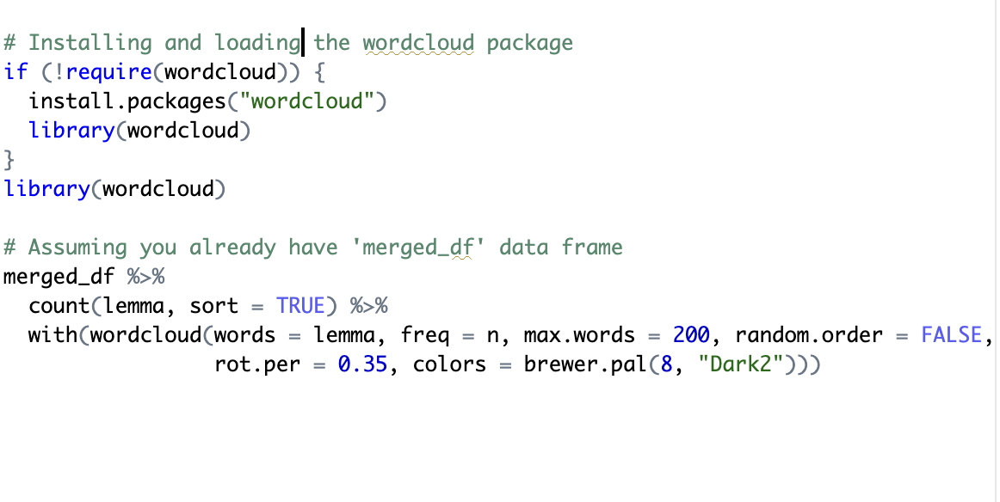 # Installing and loading the wordcloud package
if (!require(wordcloud)) {
  install.packages("wordcloud")
  library(wordcloud)
}
library(wordcloud)

# Assuming you already have 'merged_df' data frame
merged_df %>%
  count(lemma, sort = TRUE) %>%
  with(wordcloud(words = lemma, freq = n, max.words = 200, random.order = FALSE,
                 rot.per = 0.35, colors = brewer.pal(8, "Dark2")))